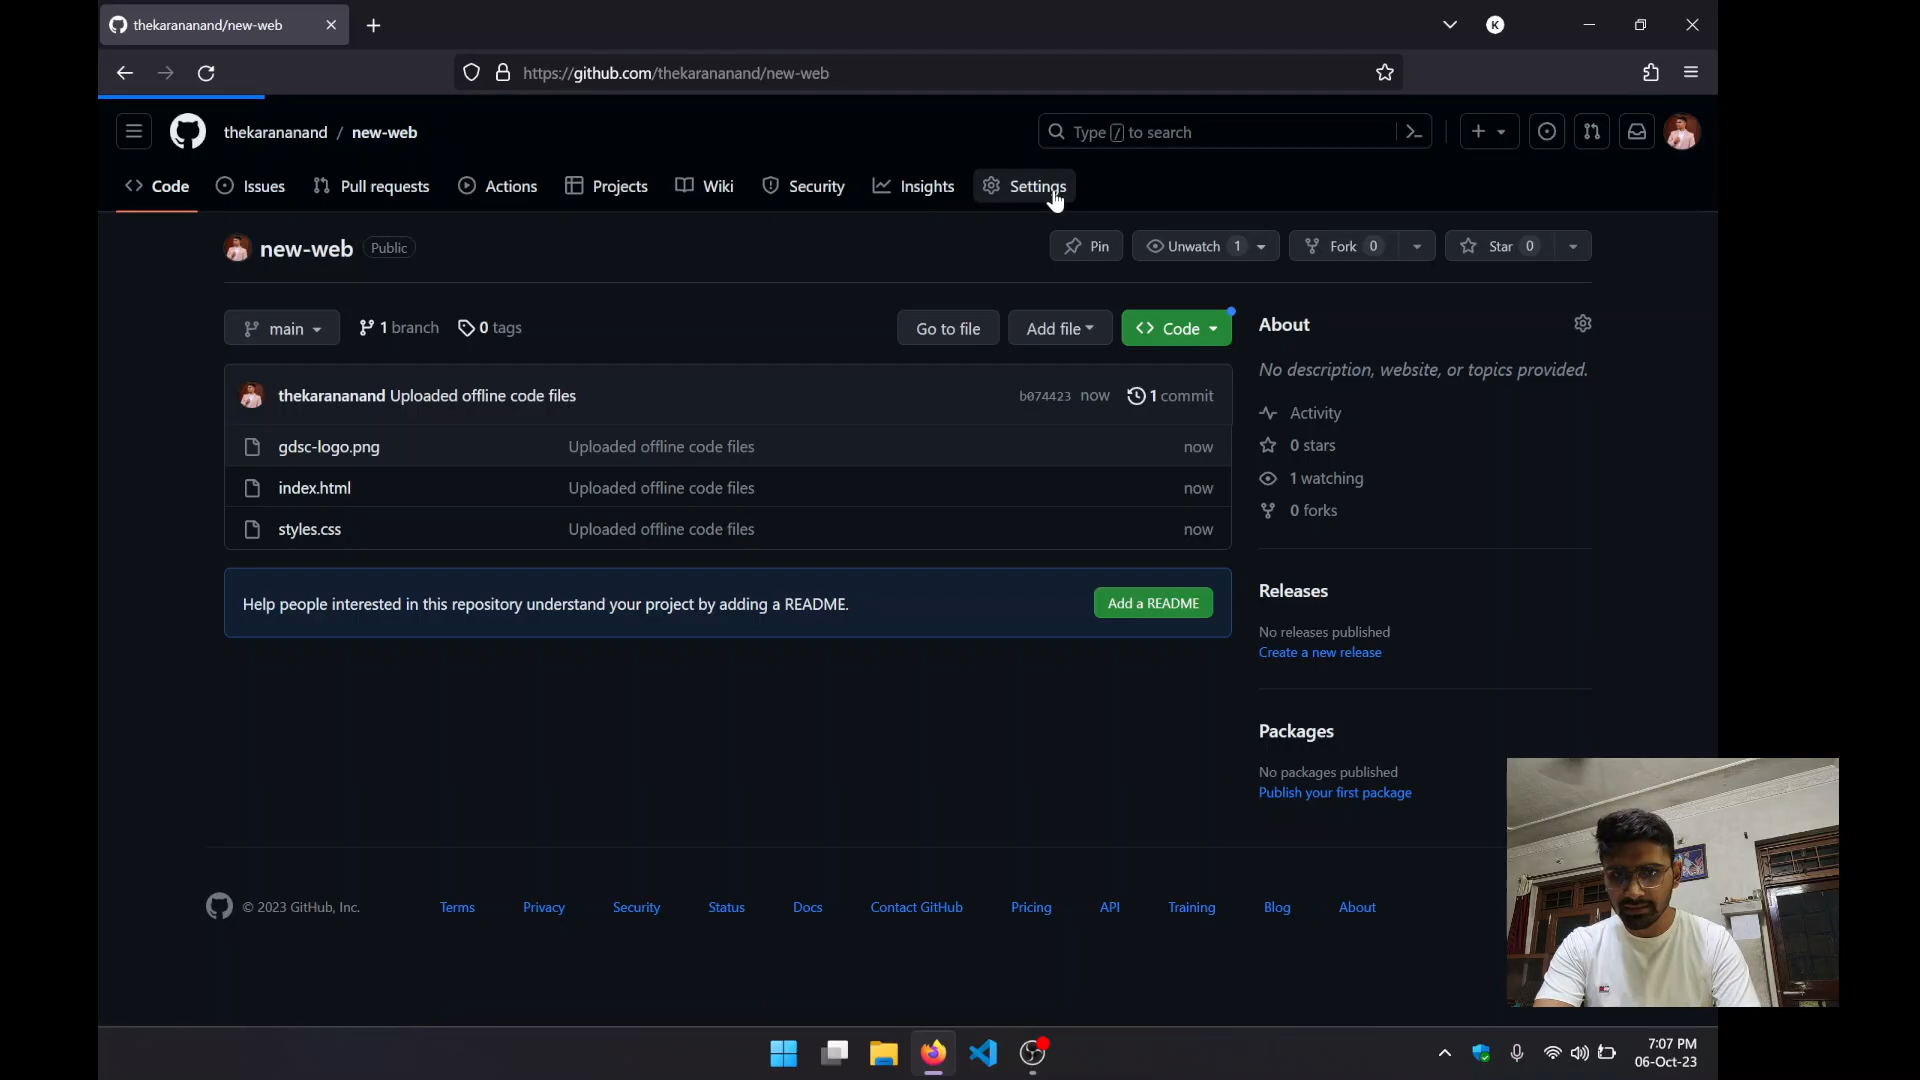 thekarananand/new-web
K
https://github.com/thekarananand/new-web
thekarananand / new-web
Type / to search
Code
Issues
Pull requests
Actions
Projects
Wiki
Security
Insights
Settings
new-web Public
Pin
Unwatch 1
Fork 0
Star 0
main
1 branch
0 tags
Go to file
Add file
Code
thekarananand Uploaded offline code files
b074423 now
1 commit
gdsc-logo.png Uploaded offline code files now
index.html Uploaded offline code files now
styles.css Uploaded offline code files now
Help people interested in this repository understand your project by adding a README.
Add a README
About
No description, website, or topics provided.
Activity
0 stars
1 watching
0 forks
Releases
No releases published
Create a new release
Packages
No packages published
Publish your first package
© 2023 GitHub, Inc.
Terms
Privacy
Security
Status
Docs
Contact GitHub
Pricing
API
Training
Blog
About
7:07 PM
06-Oct-23